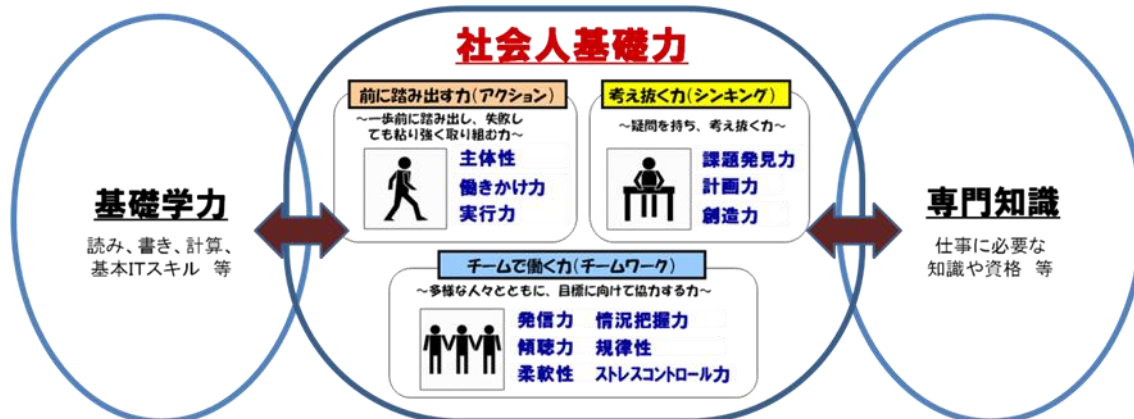 社会人基礎力
前に踏み出す力(アクション)
～一歩前に踏み出し、失敗し
ても粘り強く取り組む力～
主体性
働きかけ力
実行力
考え抜く力(シンキング)
～疑問を持ち、考え抜く力～
課題発見力
計画力
創造力
チームで働く力(チームワーク)
～多様な人々とともに、目標に向けて協力する力～
発信力 情況把握力
傾聴力 規律性
柔軟性 ストレスコントロール力
基礎学力
読み、書き、計算、
基本ITスキル 等
専門知識
仕事に必要な
知識や資格 等